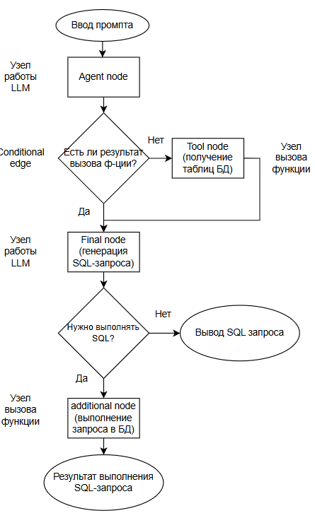 Ввод промпта
Узел
работы
LLM
Agent node
Conditional
edge
Есть ли результат
вызова ф-ции?
Нет
Tool node
(получение
таблиц БД)
Узел
вызова
функции
Да
Узел
работы
LLM
Final node
(генерация
SQL-запроса)
Нужно выполнять
SQL?
Нет
Вывод SQL запроса
Да
Узел
вызова
функции
additional node
(выполнение
запроса в БД)
Результат выполнения
SQL-запроса